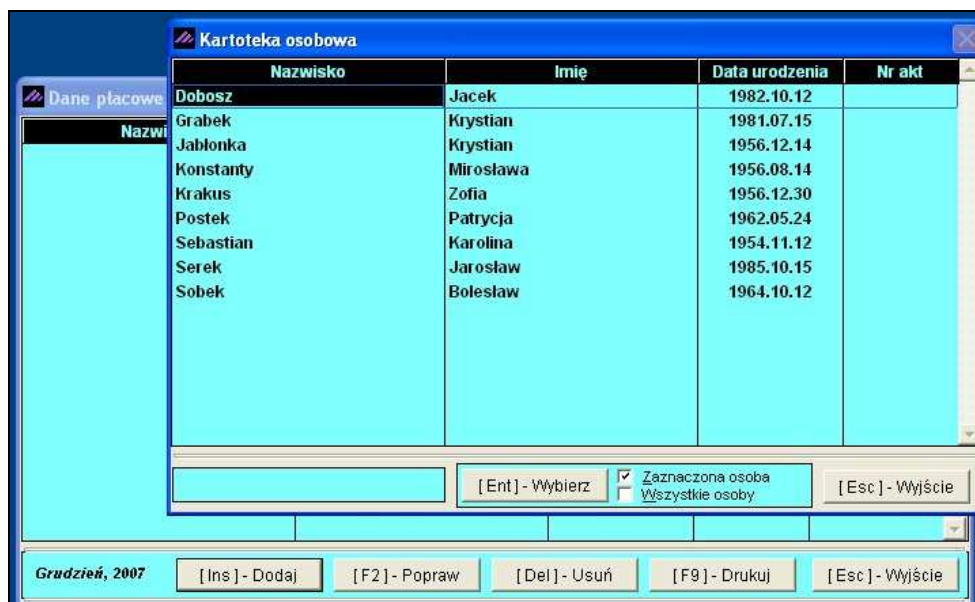 Kartoteka osobowa
Nazwisko Imię Data urodzenia Nr akt
Dane płacowe
Dobosz Jacek 1982.10.12
Nazwi
Grabek Krystian 1981.07.15
Jabłonka Krystian 1956.12.14
Konstanty Mirosława 1956.08.14
Krakus Zofia 1956.12.30
Postek Patrycja 1962.05.24
Sebastian Karolina 1954.11.12
Serek Jarosław 1985.10.15
Sobek Bolesław 1964.10.12
[Ent] - Wybierz
Zaznaczona osoba
Wszystkie osoby
[Esc] - Wyjście
Grudzień, 2007 [Ins] - Dodaj [F2] - Popraw [Del] - Usuń [F9] - Drukuj [Esc] - Wyjście